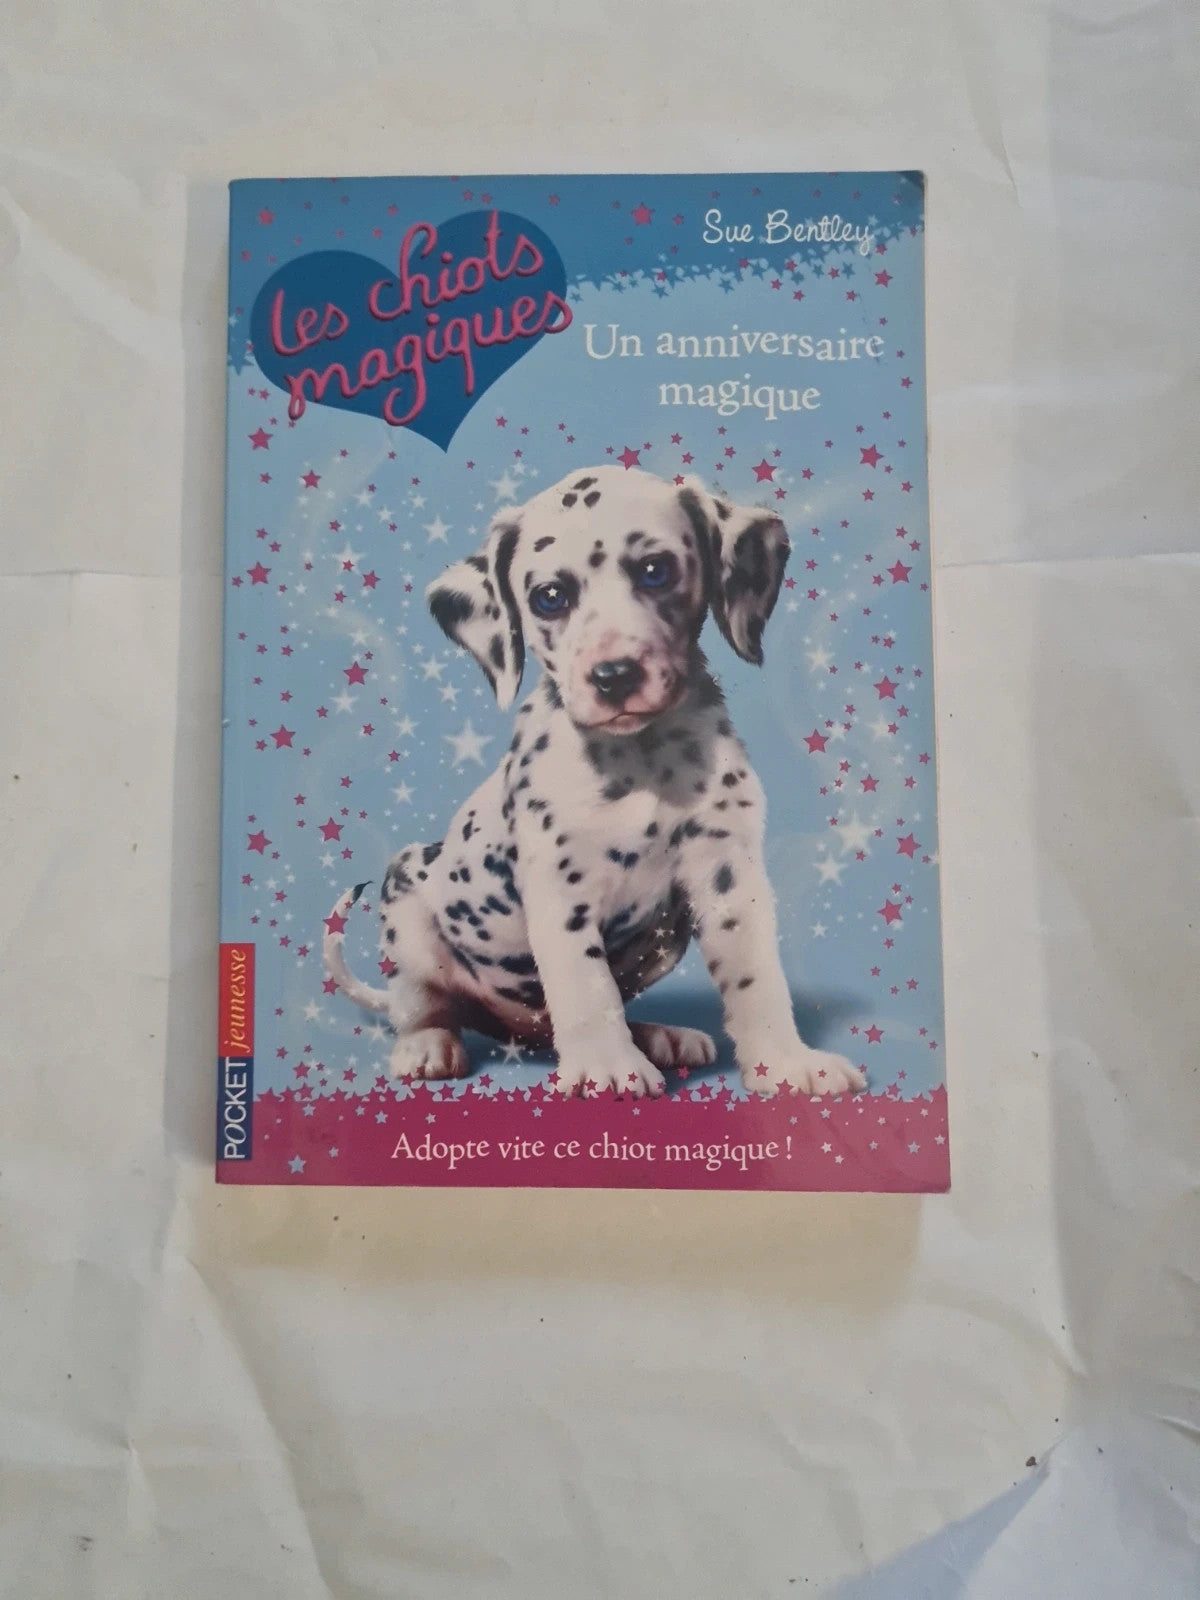 Sue Bentley
Les chiots
magiques
Un anniversaire
magique
POCKET jeunesse
Adopte vite ce chiot magique !